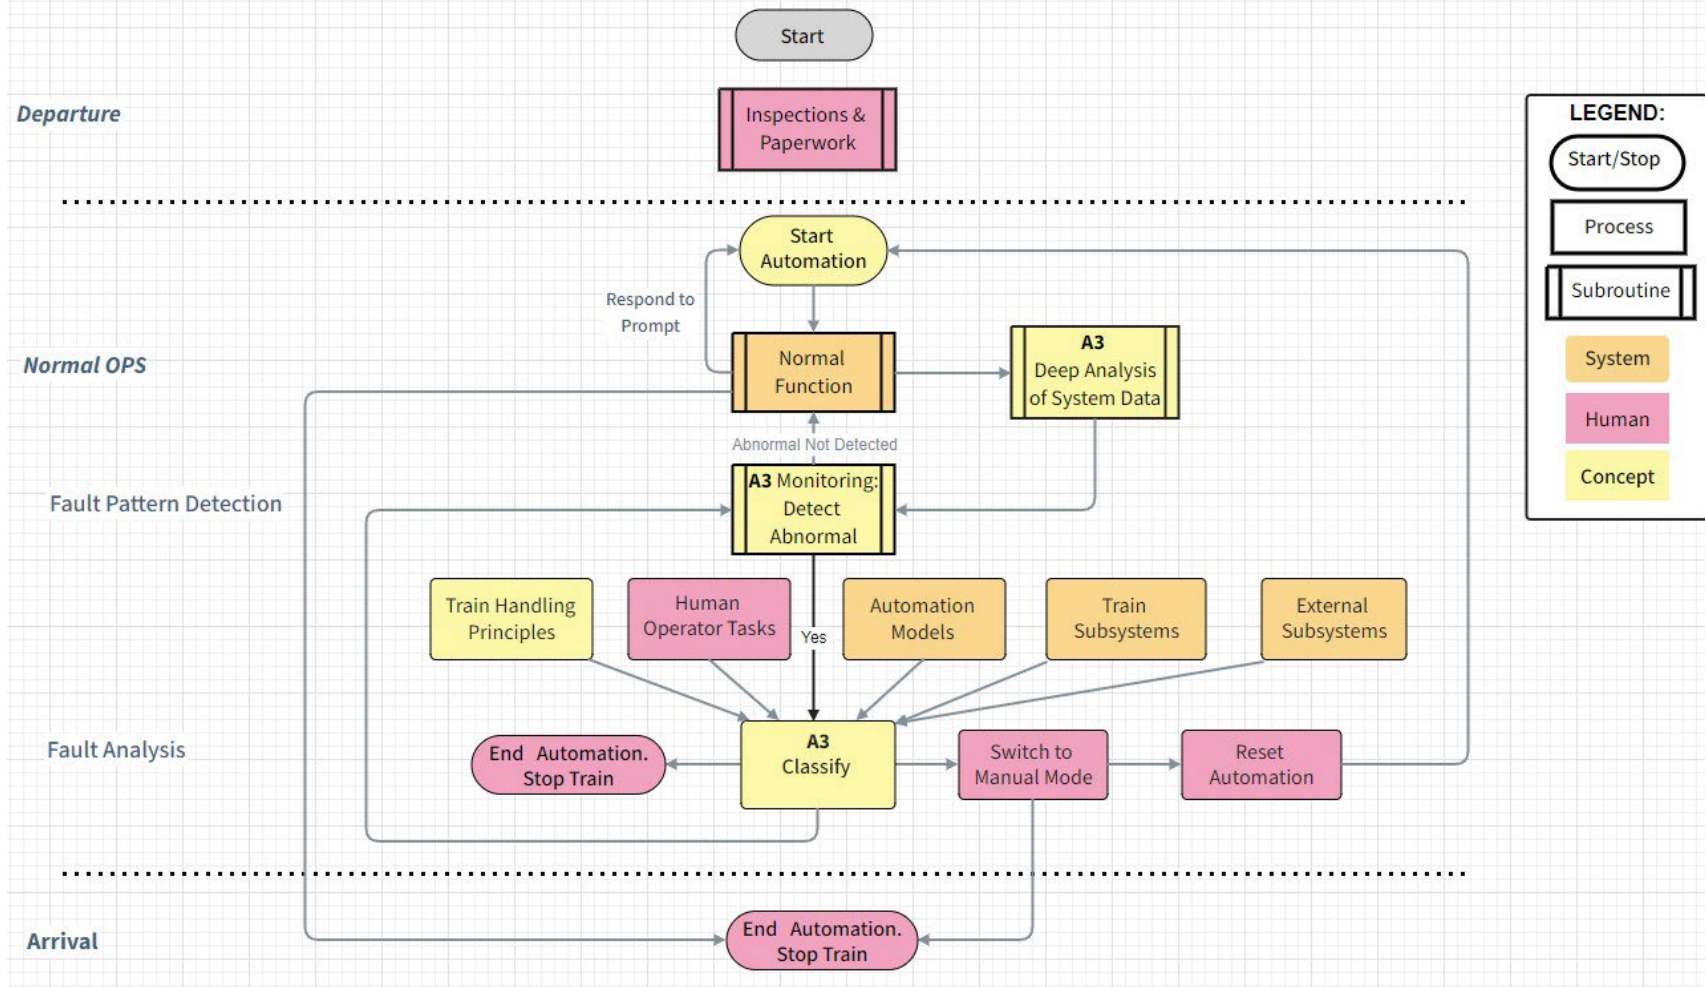 Start
Departure
Inspections &
Paperwork
LEGEND:
Start/Stop
Process
Subroutine
System
Human
Concept
Start
Automation
Respond to
Prompt
Normal OPS
Normal
Function
A3
Deep Analysis
of System Data
Abnormal Not Detected
Fault Pattern Detection
A3 Monitoring:
Detect
Abnormal
Train Handling
Principles
Human
Operator Tasks
Yes
Automation
Models
Train
Subsystems
External
Subsystems
Fault Analysis
End Automation.
Stop Train
A3
Classify
Switch to
Manual Mode
Reset
Automation
Arrival
End Automation.
Stop Train